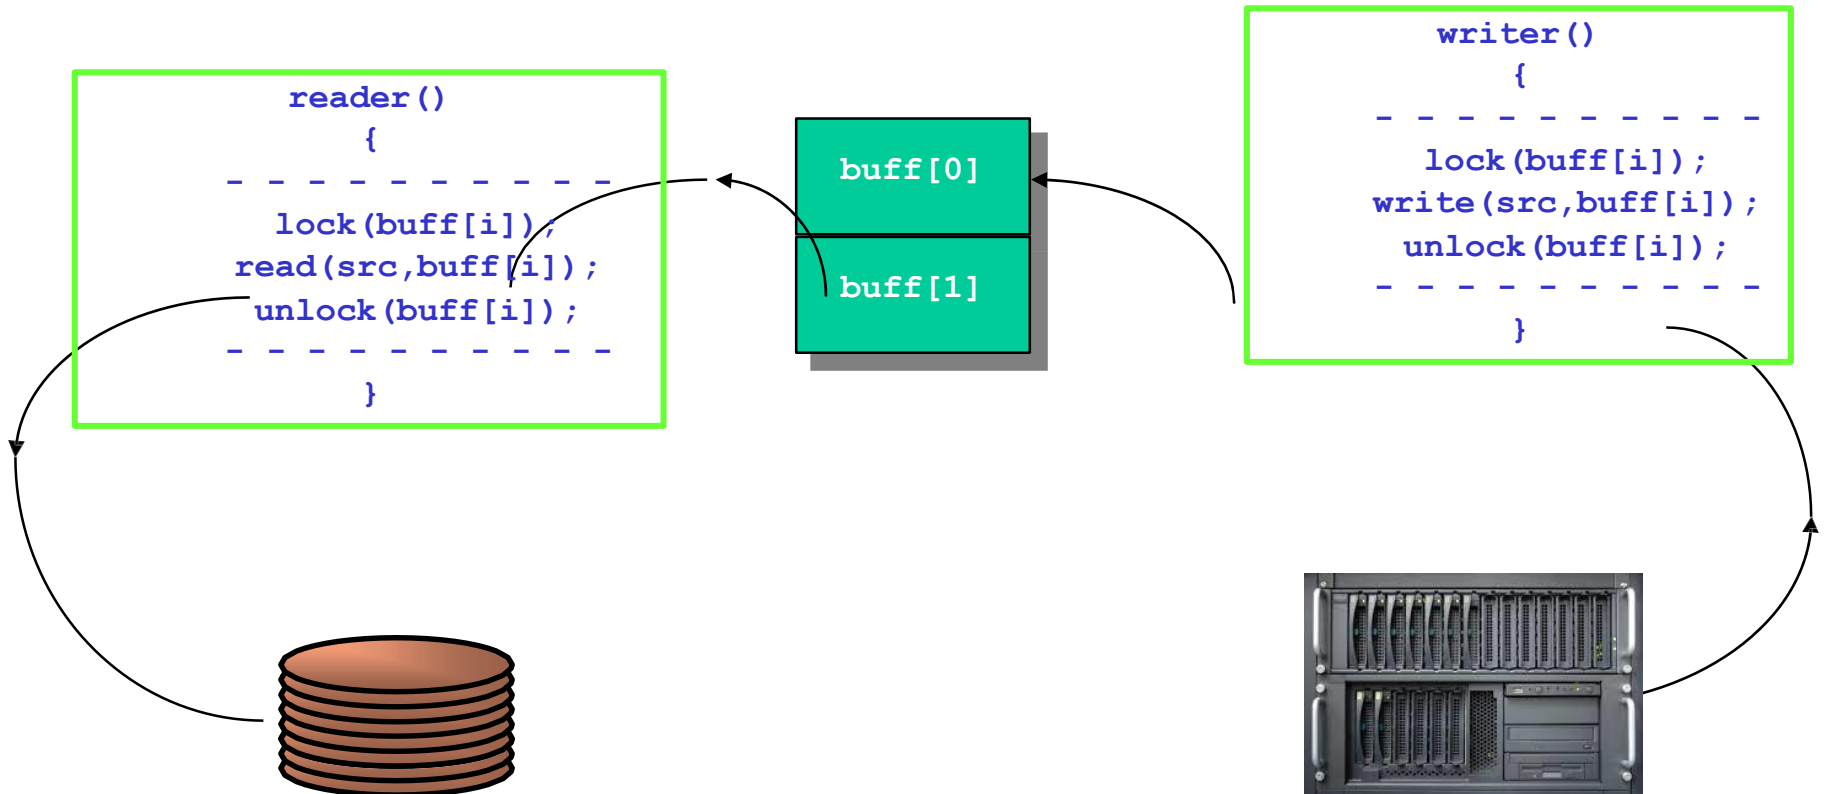 reader()
{
- - - - - - - - - -
lock(buff[i]);
read(src,buff[i]);
unlock(buff[i]);
- - - - - - - - - -
}
buff[0]
buff[1]
writer()
{
- - - - - - - - - -
lock(buff[i]);
write(src,buff[i]);
unlock(buff[i]);
- - - - - - - - - -
}